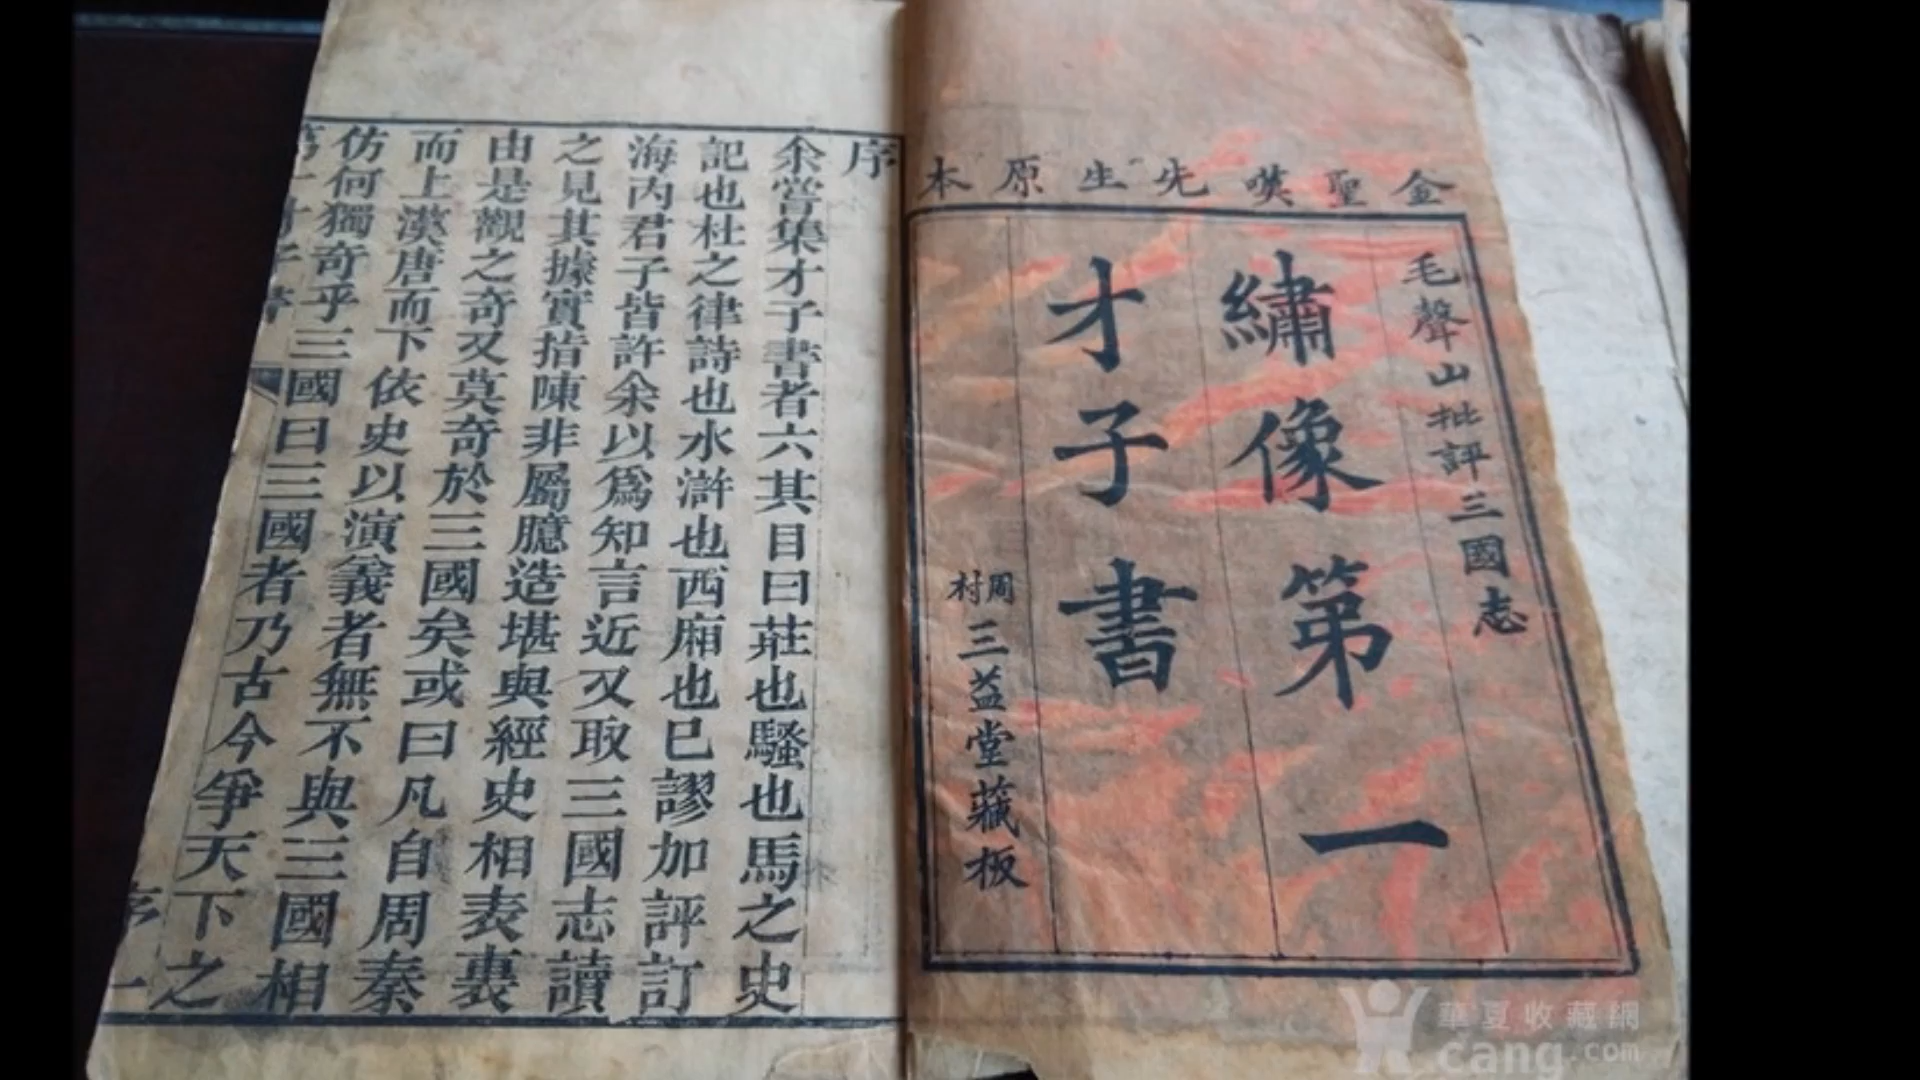 金聖嘆先生原本
毛聲山批評三國志
繡像第一
才子書
周村
三益堂藏板
序
余嘗集才子書者六其目曰莊也騷也馬之史
記也杜之律詩也水滸也西廂也已謬加評訂
海內君子皆許余以爲知言近又取三國志讀
之見其據實指陳非屬臆造堪與經史相表裏
由是觀之奇又莫奇於三國矣或曰凡自周秦
而上漢唐而下依史以演義者無不與三國相
仿何獨奇乎三國曰三國者乃古今爭天下之
第一才子書
序
一
華夏收藏網
cang.com